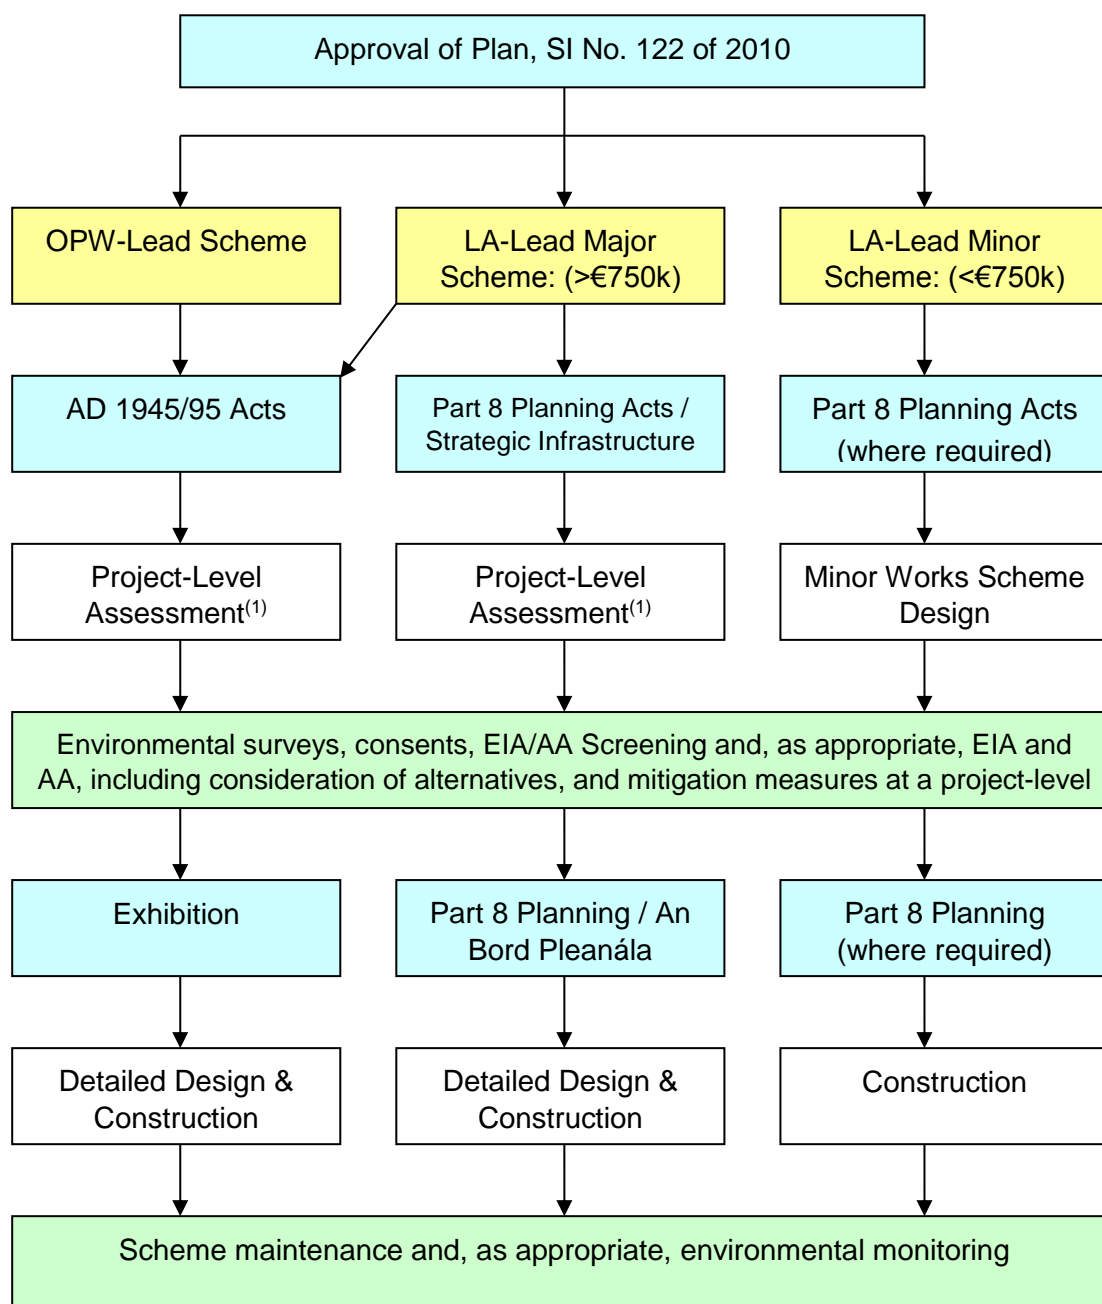 Approval of Plan, SI No. 122 of 2010
OPW-Lead Scheme
LA-Lead Major
Scheme: (>€750k)
LA-Lead Minor
Scheme: (<€750k)
AD 1945/95 Acts
Part 8 Planning Acts /
Strategic Infrastructure
Part 8 Planning Acts
(where required)
Project-Level
Assessment(1)
Project-Level
Assessment(1)
Minor Works Scheme
Design
Environmental surveys, consents, EIA/AA Screening and, as appropriate, EIA and
AA, including consideration of alternatives, and mitigation measures at a project-level
Exhibition
Part 8 Planning / An
Bord Pleanála
Part 8 Planning
(where required)
Detailed Design &
Construction
Detailed Design &
Construction
Construction
Scheme maintenance and, as appropriate, environmental monitoring